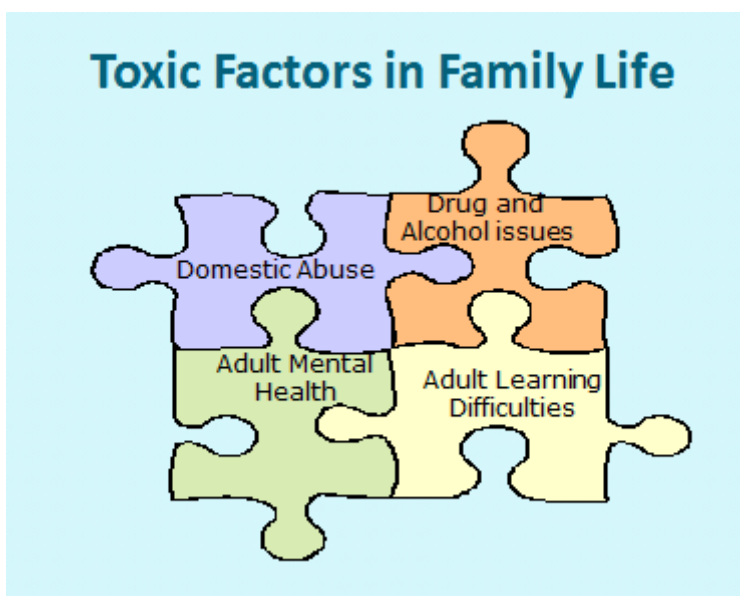 Toxic Factors in Family Life
Drug and
Alcohol issues
Domestic Abuse
Adult Mental
Health
Adult Learning
Difficulties